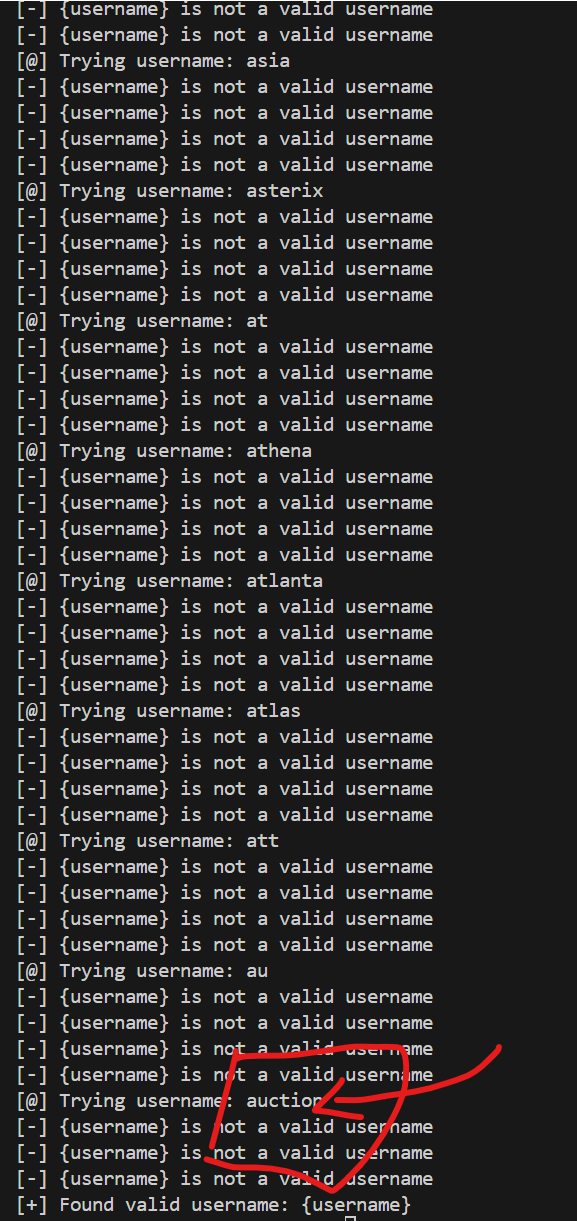 [-] {username} is not a valid username
[-] {username} is not a valid username
[@] Trying username: asia
[-] {username} is not a valid username
[-] {username} is not a valid username
[-] {username} is not a valid username
[-] {username} is not a valid username
[@] Trying username: asterix
[-] {username} is not a valid username
[-] {username} is not a valid username
[-] {username} is not a valid username
[-] {username} is not a valid username
[@] Trying username: at
[-] {username} is not a valid username
[-] {username} is not a valid username
[-] {username} is not a valid username
[-] {username} is not a valid username
[@] Trying username: athena
[-] {username} is not a valid username
[-] {username} is not a valid username
[-] {username} is not a valid username
[-] {username} is not a valid username
[@] Trying username: atlanta
[-] {username} is not a valid username
[-] {username} is not a valid username
[-] {username} is not a valid username
[-] {username} is not a valid username
[@] Trying username: atlas
[-] {username} is not a valid username
[-] {username} is not a valid username
[-] {username} is not a valid username
[-] {username} is not a valid username
[@] Trying username: att
[-] {username} is not a valid username
[-] {username} is not a valid username
[-] {username} is not a valid username
[-] {username} is not a valid username
[@] Trying username: au
[-] {username} is not a valid username
[-] {username} is not a valid username
[-] {username} is not a valid username
[-] {username} is not a valid username
[@] Trying username: auction
[-] {username} is not a valid username
[-] {username} is not a valid username
[-] {username} is not a valid username
[+] Found valid username: {username}